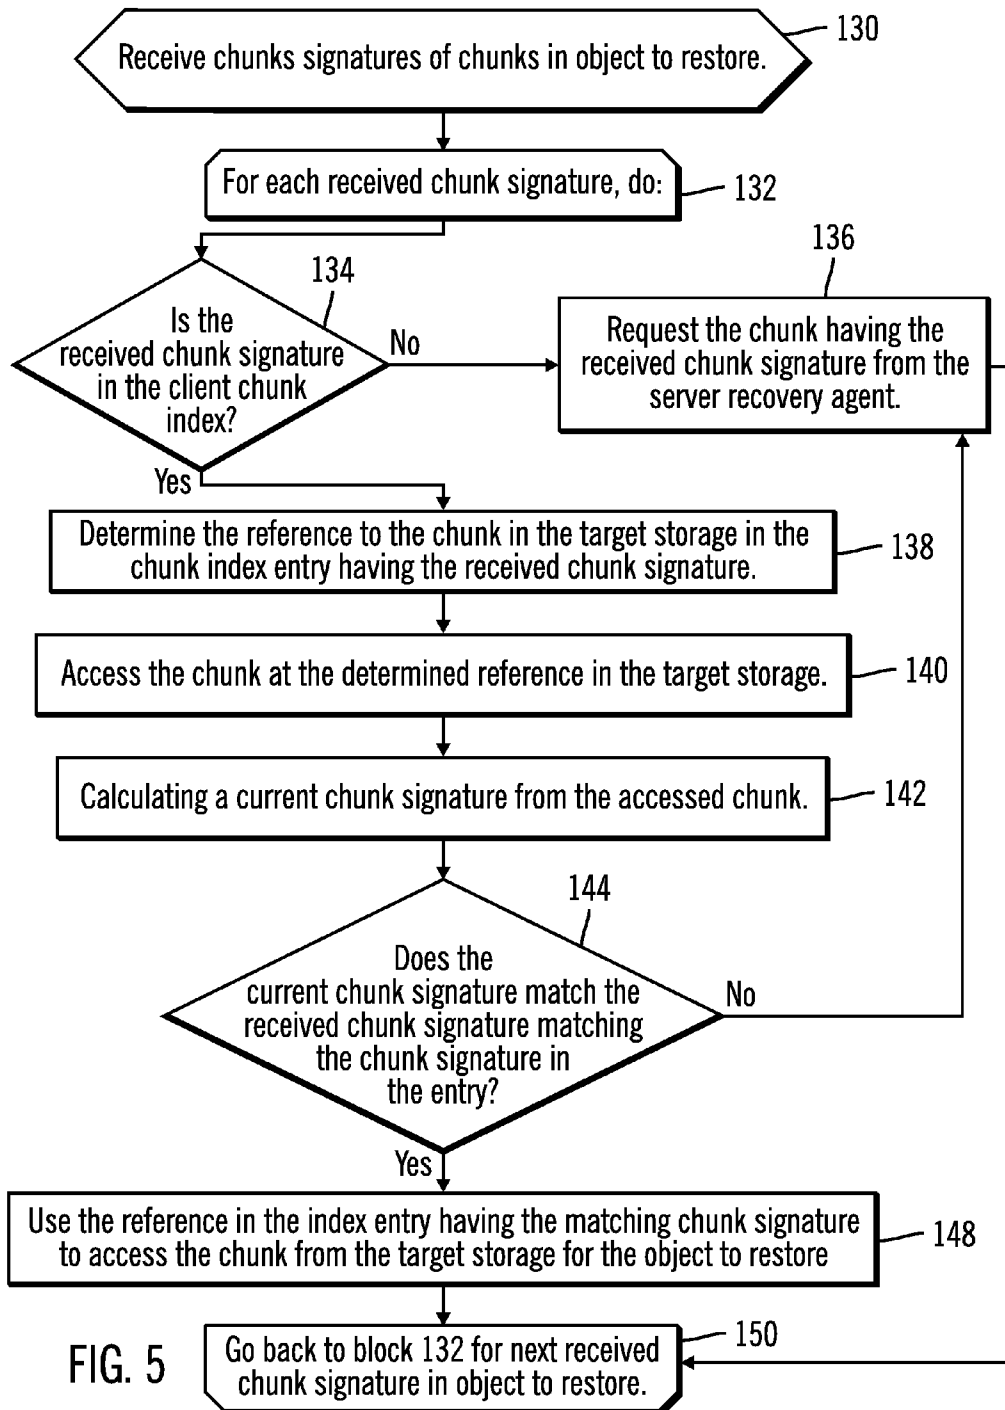 Receive chunks signatures of chunks in object to restore.
130
For each received chunk signature, do:
132
134
Is the
received chunk signature
in the client chunk
index?
No
136
Request the chunk having the
received chunk signature from the
server recovery agent.
Yes
Determine the reference to the chunk in the target storage in the
chunk index entry having the received chunk signature.
138
Access the chunk at the determined reference in the target storage.
140
Calculating a current chunk signature from the accessed chunk.
142
144
Does the
current chunk signature match the
received chunk signature matching
the chunk signature in
the entry?
No
Yes
Use the reference in the index entry having the matching chunk signature
to access the chunk from the target storage for the object to restore
148
FIG. 5
Go back to block 132 for next received
chunk signature in object to restore.
150